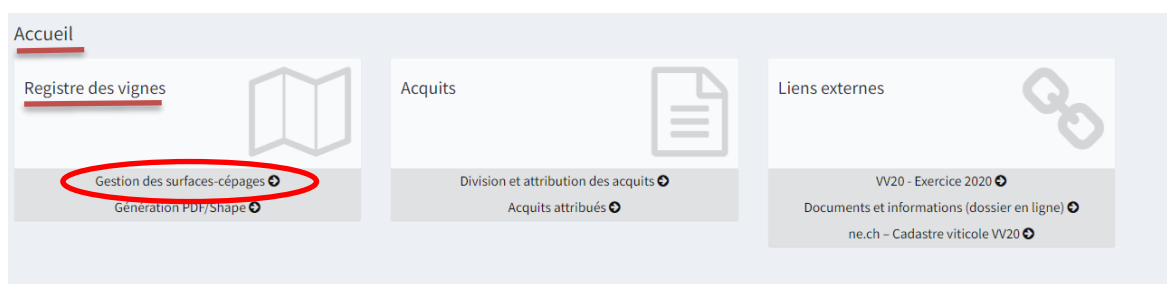 Accueil
Registre des vignes
Gestion des surfaces-cépages
Génération PDF/Shape
Acquits
Division et attribution des acquits
Acquits attribués
Liens externes
VV20 - Exercice 2020
Documents et informations (dossier en ligne)
ne.ch – Cadastre viticole VV20